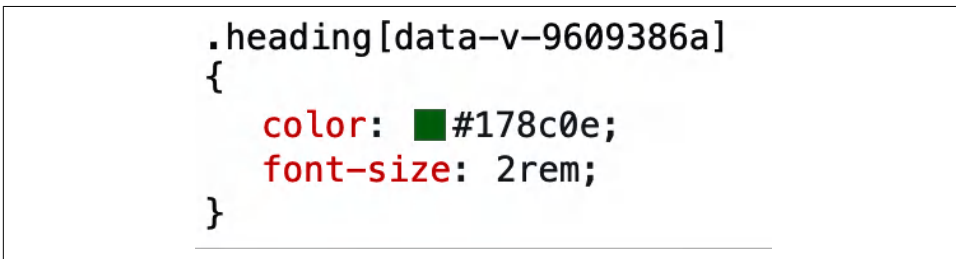 .heading[data-v-9609386a]
{
color: #178c0e;
font-size: 2rem;
}